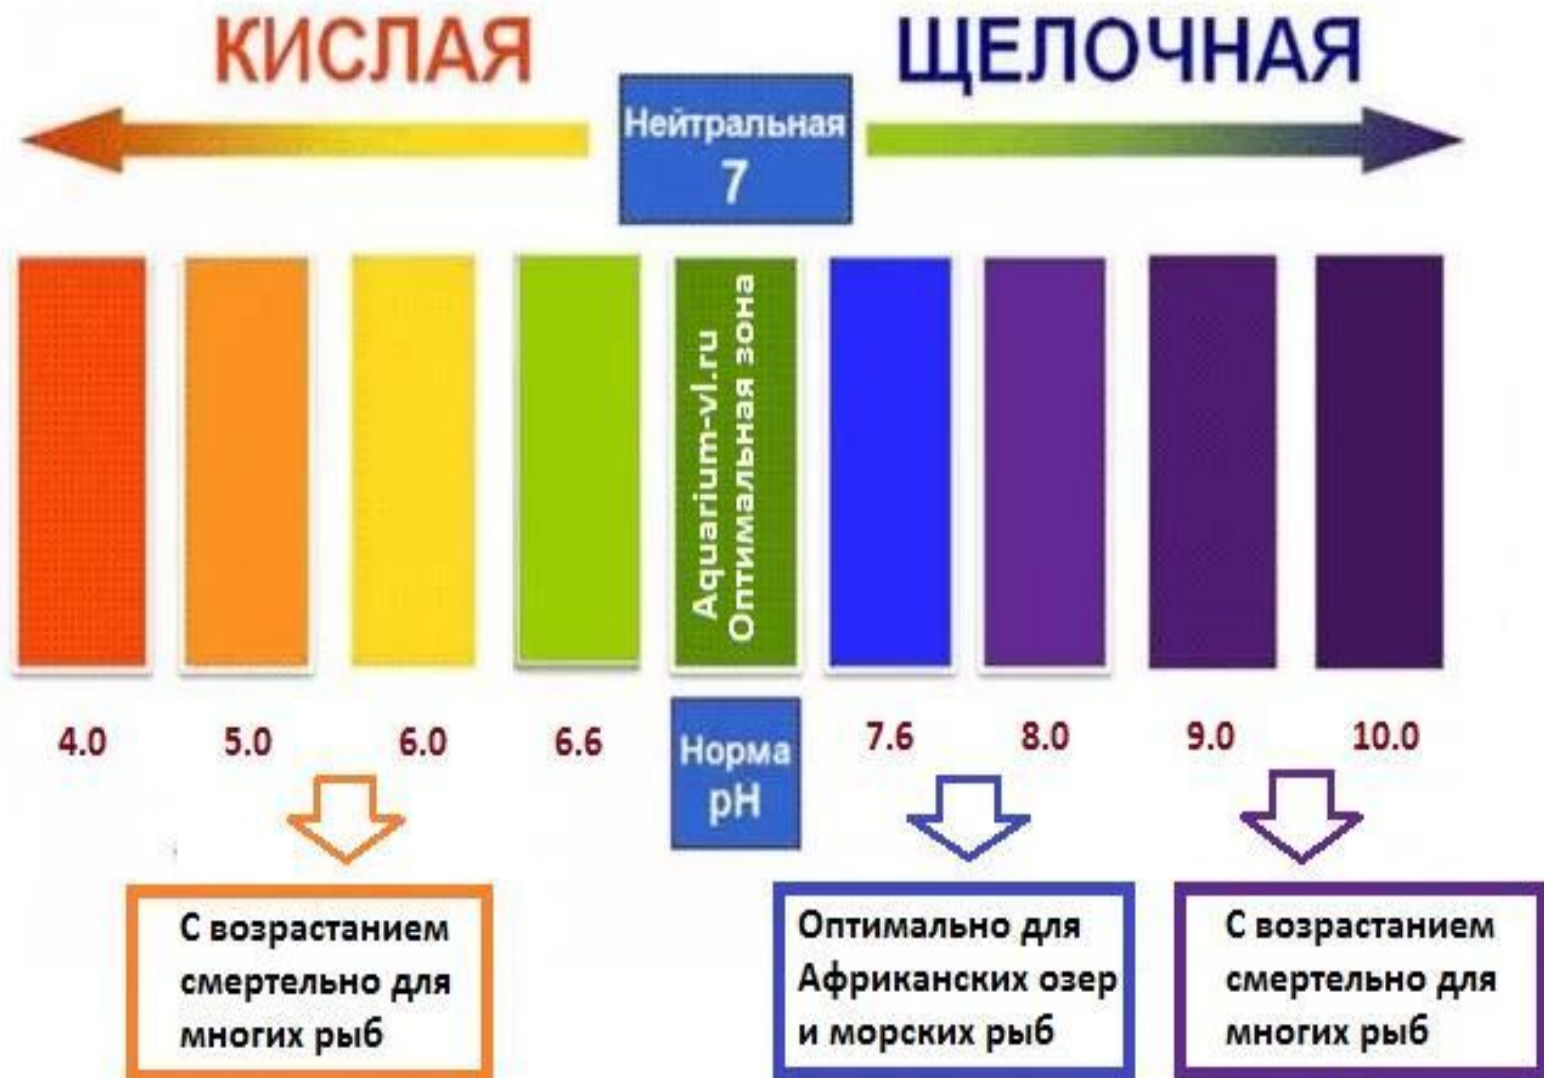 КИСЛАЯ
ЩЕЛОЧНАЯ
Нейтральная
7
Aquarium-vl.ru
Оптимальная зона
4.0
5.0
6.0
6.6
Норма
pH
7.6
8.0
9.0
10.0
С возрастанием
смертельно для
многих рыб
Оптимально для
Африканских озер
и морских рыб
С возрастанием
смертельно для
многих рыб